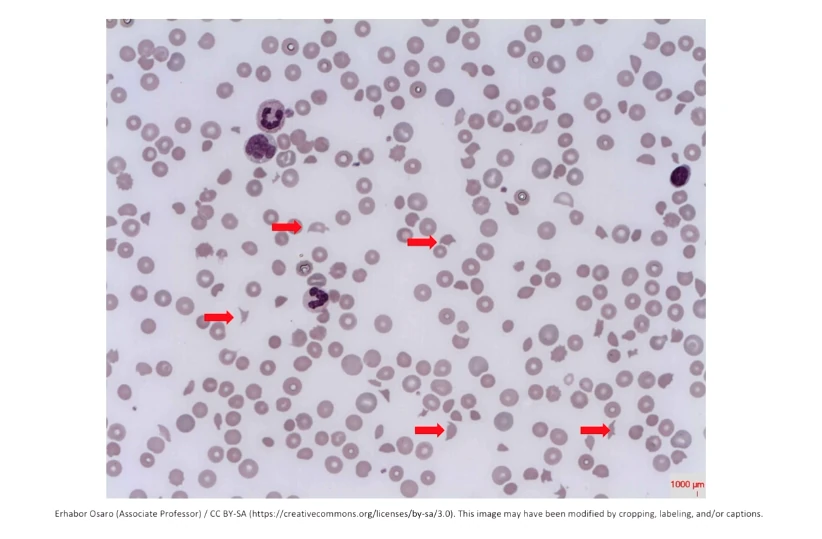 1000 µm
Erhabor Osaro (Associate Professor) / CC BY-SA (https://creativecommons.org/licenses/by-sa/3.0). This image may have been modified by cropping, labeling, and/or captions.